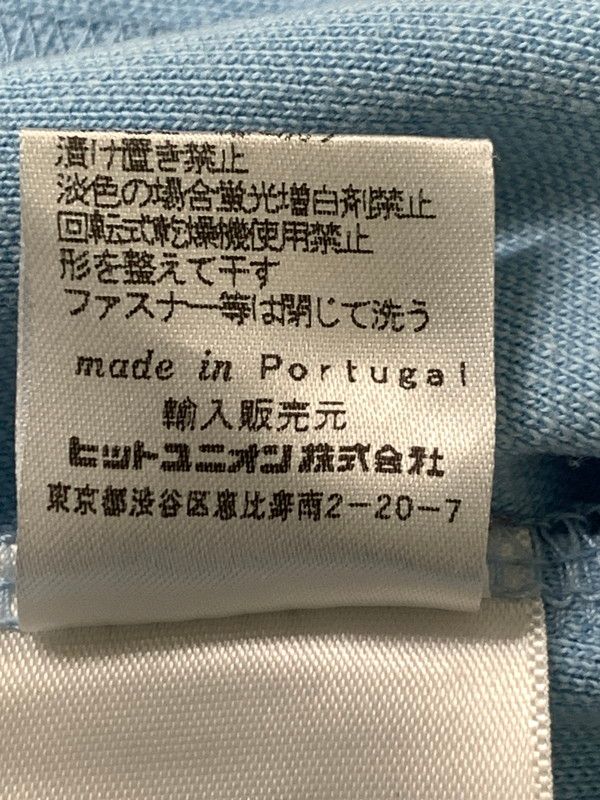 漬け置き禁止
淡色の場合蛍光増白剤禁止
回転式乾燥機使用禁止
形を整えて干す
ファスナー等は閉じて洗う
made in Portugal
輸入販売元
ヒットユニオン株式会社
東京都渋谷区恵比寿南2-20-7